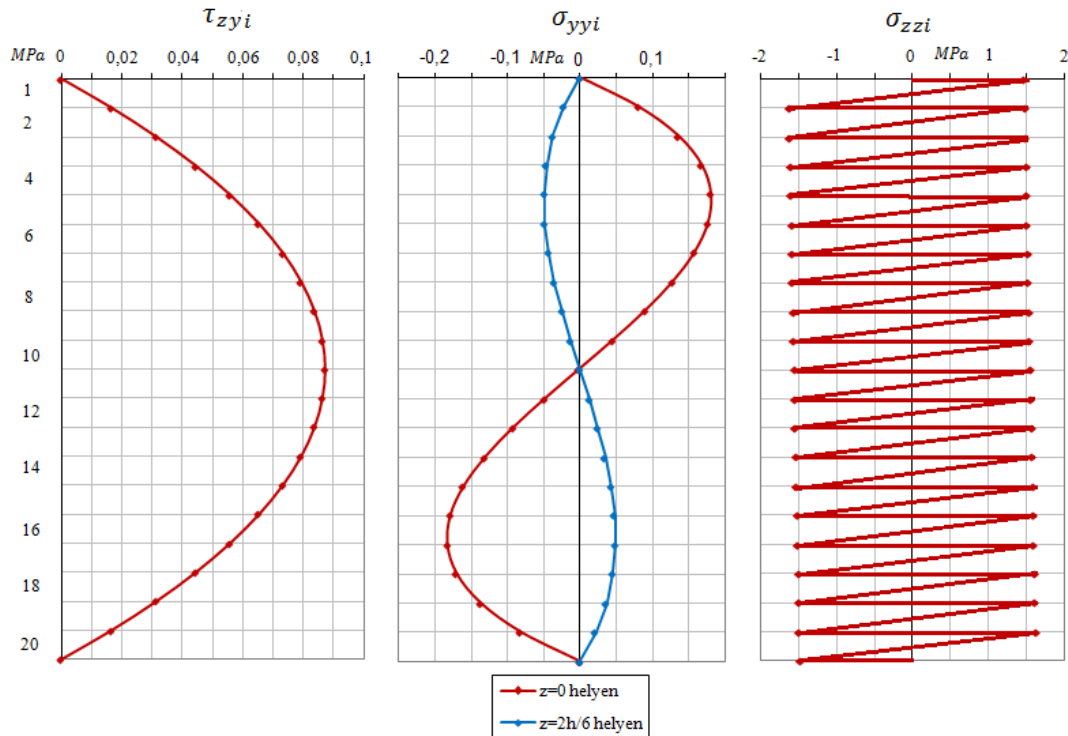 τzyi
σyyi
σzzi
MPa 0 0,02 0,04 0,06 0,08 0,1
-0,2 -0,1 MPa 0 0,1
-2 -1 0 MPa 1 2
1
2
4
6
8
10
12
14
16
18
20
z=0 helyen
z=2h/6 helyen